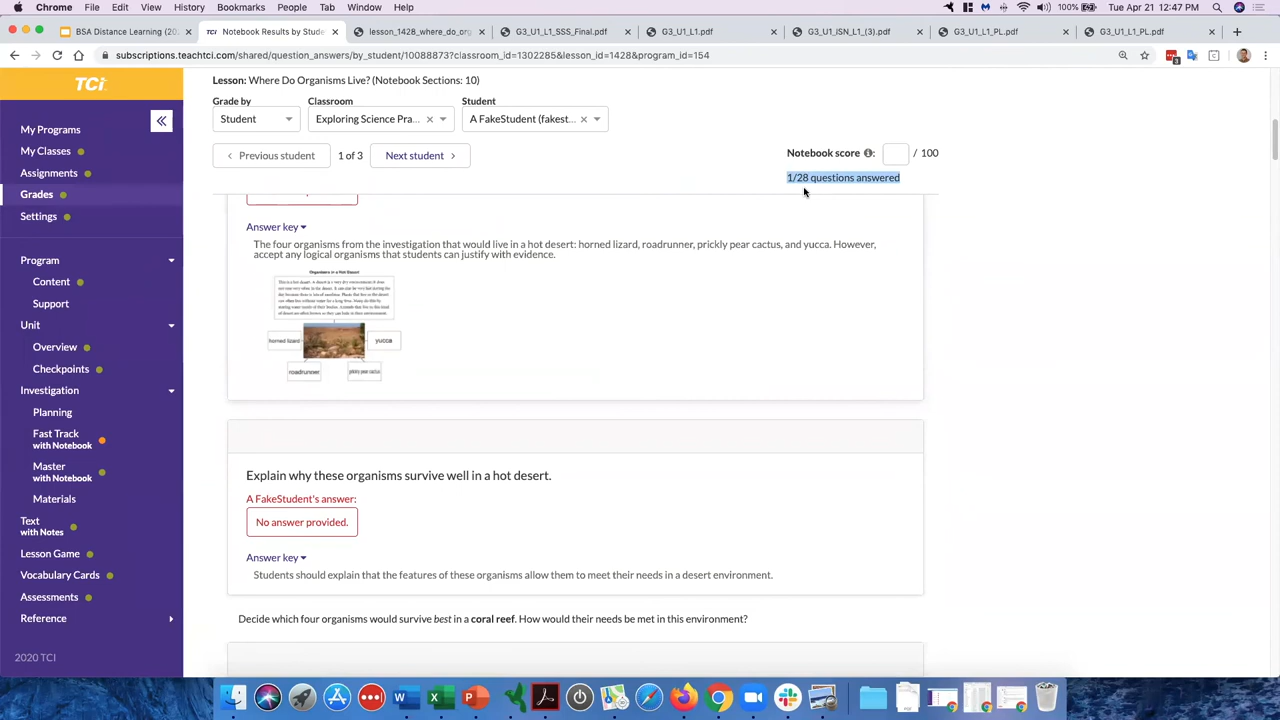 Chrome File Edit View History Bookmarks People Tab Window Help
100% Tue Apr 21 12:47 PM
BSA Distance Learning (20
TCi Notebook Results by Stude
lesson_1428_where_do_org
G3_U1_L1_SSS_Final.pdf
G3_U1_L1.pdf
G3_U1_ISN_L1_(3).pdf
G3_U1_L1_PL.pdf
G3_U1_L1_PL.pdf
subscriptions.teachtci.com/shared/question_answers/by_student/10087321?classroom_id=1302285&lesson_id=1428&program_id=154
3
TCi
My Programs
My Classes
Assignments
Grades
Settings
Program
Content
Support
Unit
Overview
Checkpoints
Investigation
Planning
Fast Track
with Notebook
Master
with Notebook
Materials
Text
with Notes
Lesson Game
Vocabulary Cards
Assessments
Reference
2020 TCI
Lesson: Where Do Organisms Live? (Notebook Sections: 10)
Grade by
Classroom
Student
Student
Exploring Science Pra...
A FakeStudent (fakest...
Previous student
1 of 3
Next student
Notebook score : / 100
1/28 questions answered
Answer key
The four organisms from the investigation that would live in a hot desert: horned lizard, roadrunner, prickly pear cactus, and yucca. However,
accept any logical organisms that students can justify with evidence.
Organisms in a Hot Desert
horned lizard
yucca
roadrunner
prickly pear cactus
Explain why these organisms survive well in a hot desert.
A FakeStudent's answer:
No answer provided.
Answer key
Students should explain that the features of these organisms allow them to meet their needs in a desert environment.
Decide which four organisms would survive best in a coral reef. How would their needs be met in this environment?